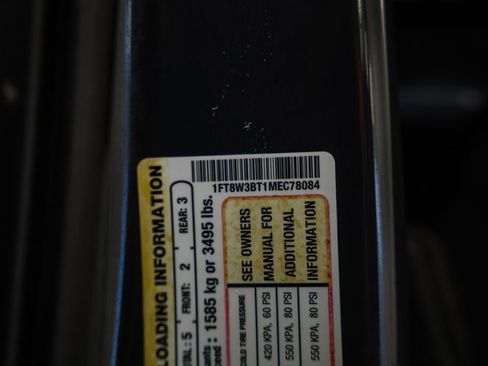 1FT8W3BT1MEC78084
LOADING INFORMATION
TOTAL: 5 FRONT: 2 REAR: 3
1585 kg or 3495 lbs.
COLD TIRE PRESSURE
420 KPA, 60 PSI
550 KPA, 80 PSI
550 KPA, 80 PSI
SEE OWNERS
MANUAL FOR
ADDITIONAL
INFORMATION